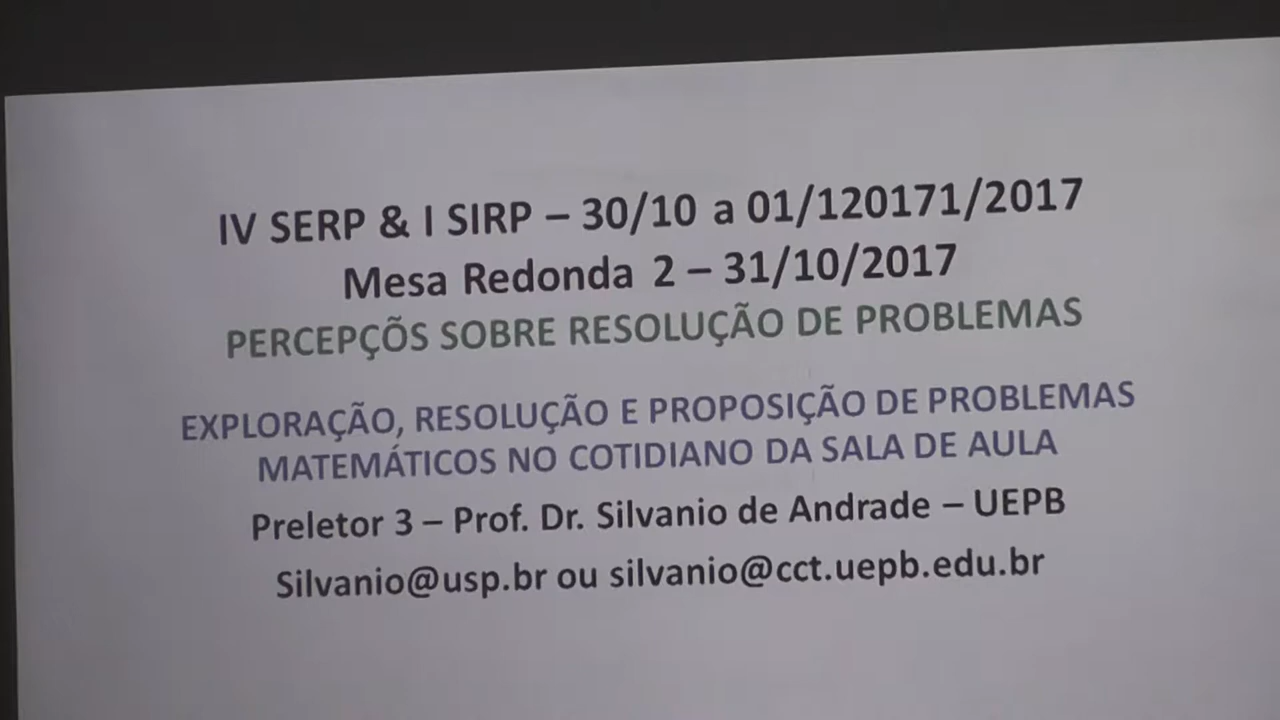 IV SERP & I SIRP – 30/10 a 01/120171/2017
Mesa Redonda 2 – 31/10/2017
PERCEPÇÕS SOBRE RESOLUÇÃO DE PROBLEMAS
EXPLORAÇÃO, RESOLUÇÃO E PROPOSIÇÃO DE PROBLEMAS
MATEMÁTICOS NO COTIDIANO DA SALA DE AULA
Preletor 3 – Prof. Dr. Silvanio de Andrade – UEPB
Silvanio@usp.br ou silvanio@cct.uepb.edu.br